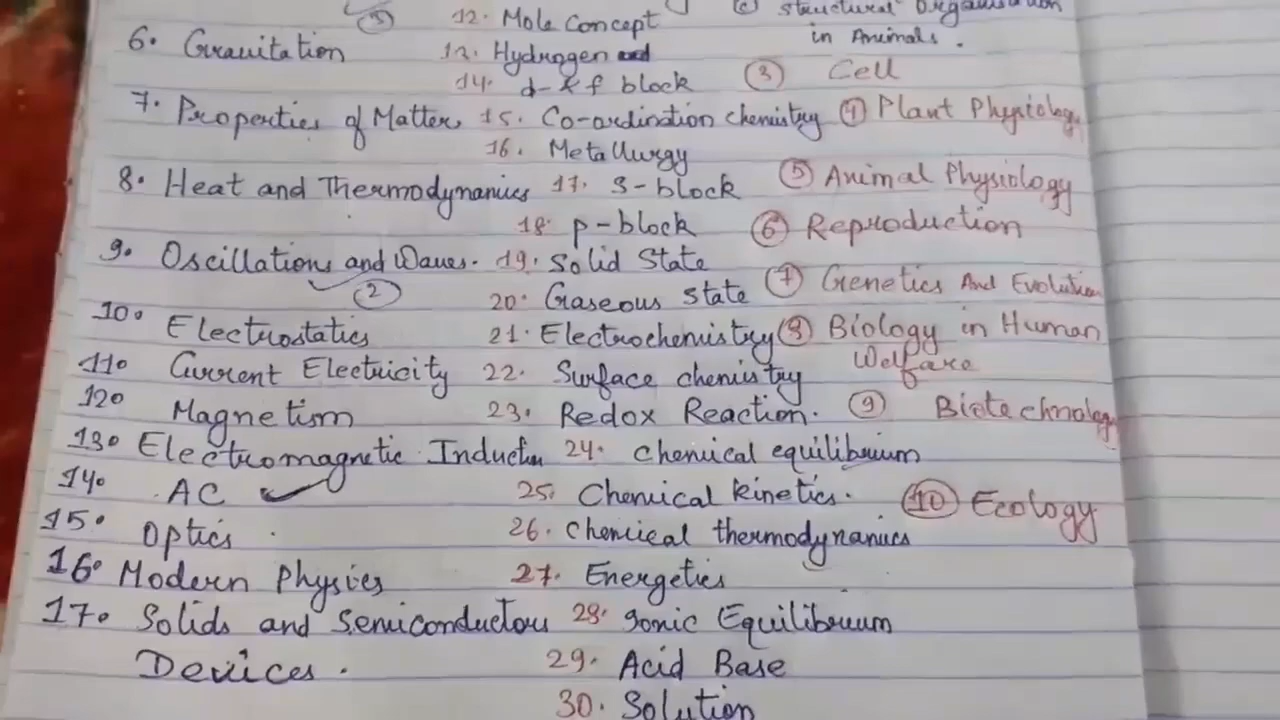 3
6. Gravitation
7. Properties of Matter
8. Heat and Thermodynamics
9. Oscillations and Waves.
2
10. Electrostatics
11. Current Electricity
12. Magnetism
13. Electromagnetic Induction
14. AC
15. Optics
16. Modern Physics
17. Solids and Semiconductors
Devices.
12. Mole Concept
13. Hydrogen
14. d- & f block
15. Co-ordination chemistry
16. Metallurgy
17. S-block
18. p-block
19. Solid State
20. Gaseous state
21. Electrochemistry
22. Surface chemistry
23. Redox Reaction.
24. Chemical equilibrium
25. Chemical kinetics.
26. Chemical thermodynamics
27. Energetics
28. Ionic Equilibrium
29. Acid Base
30. Solution
(c) structural Organisation
in Animals.
3 Cell
4 Plant Physiology
5 Animal Physiology
6 Reproduction
7 Genetics And Evolution
8 Biology in Human
Welfare
9 Biotechnology
10 Ecology